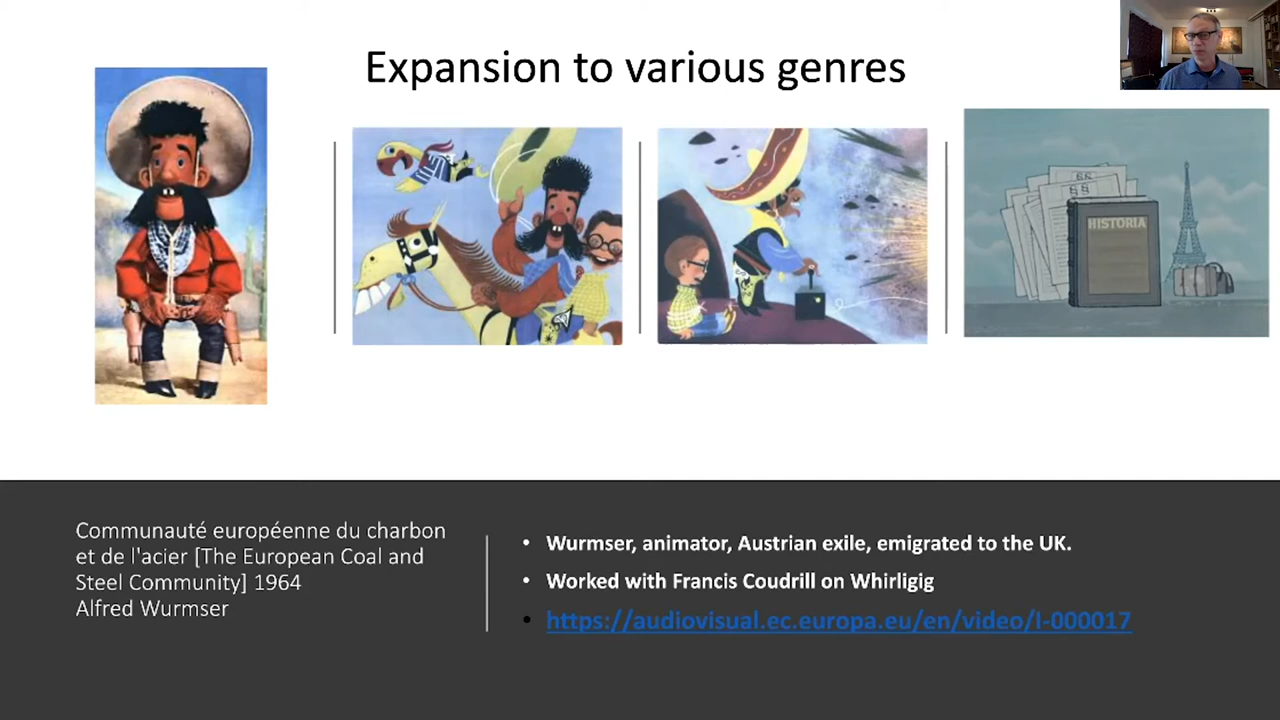 Expansion to various genres
§§
§§
HISTORIA
Communauté européenne du charbon
et de l'acier [The European Coal and
Steel Community] 1964
Alfred Wurmser
• Wurmser, animator, Austrian exile, emigrated to the UK.
• Worked with Francis Coudrill on Whirligig
• https://audiovisual.ec.europa.eu/en/video/I-000017